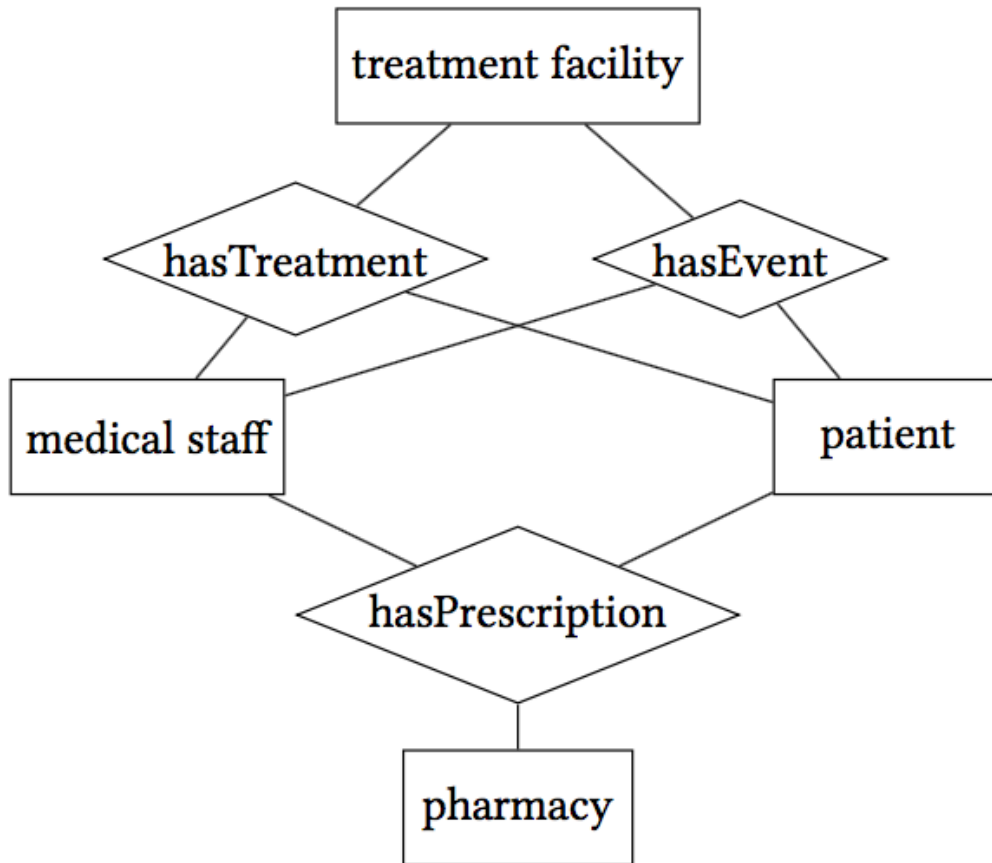 treatment facility
hasTreatment
hasEvent
medical staff
patient
hasPrescription
pharmacy